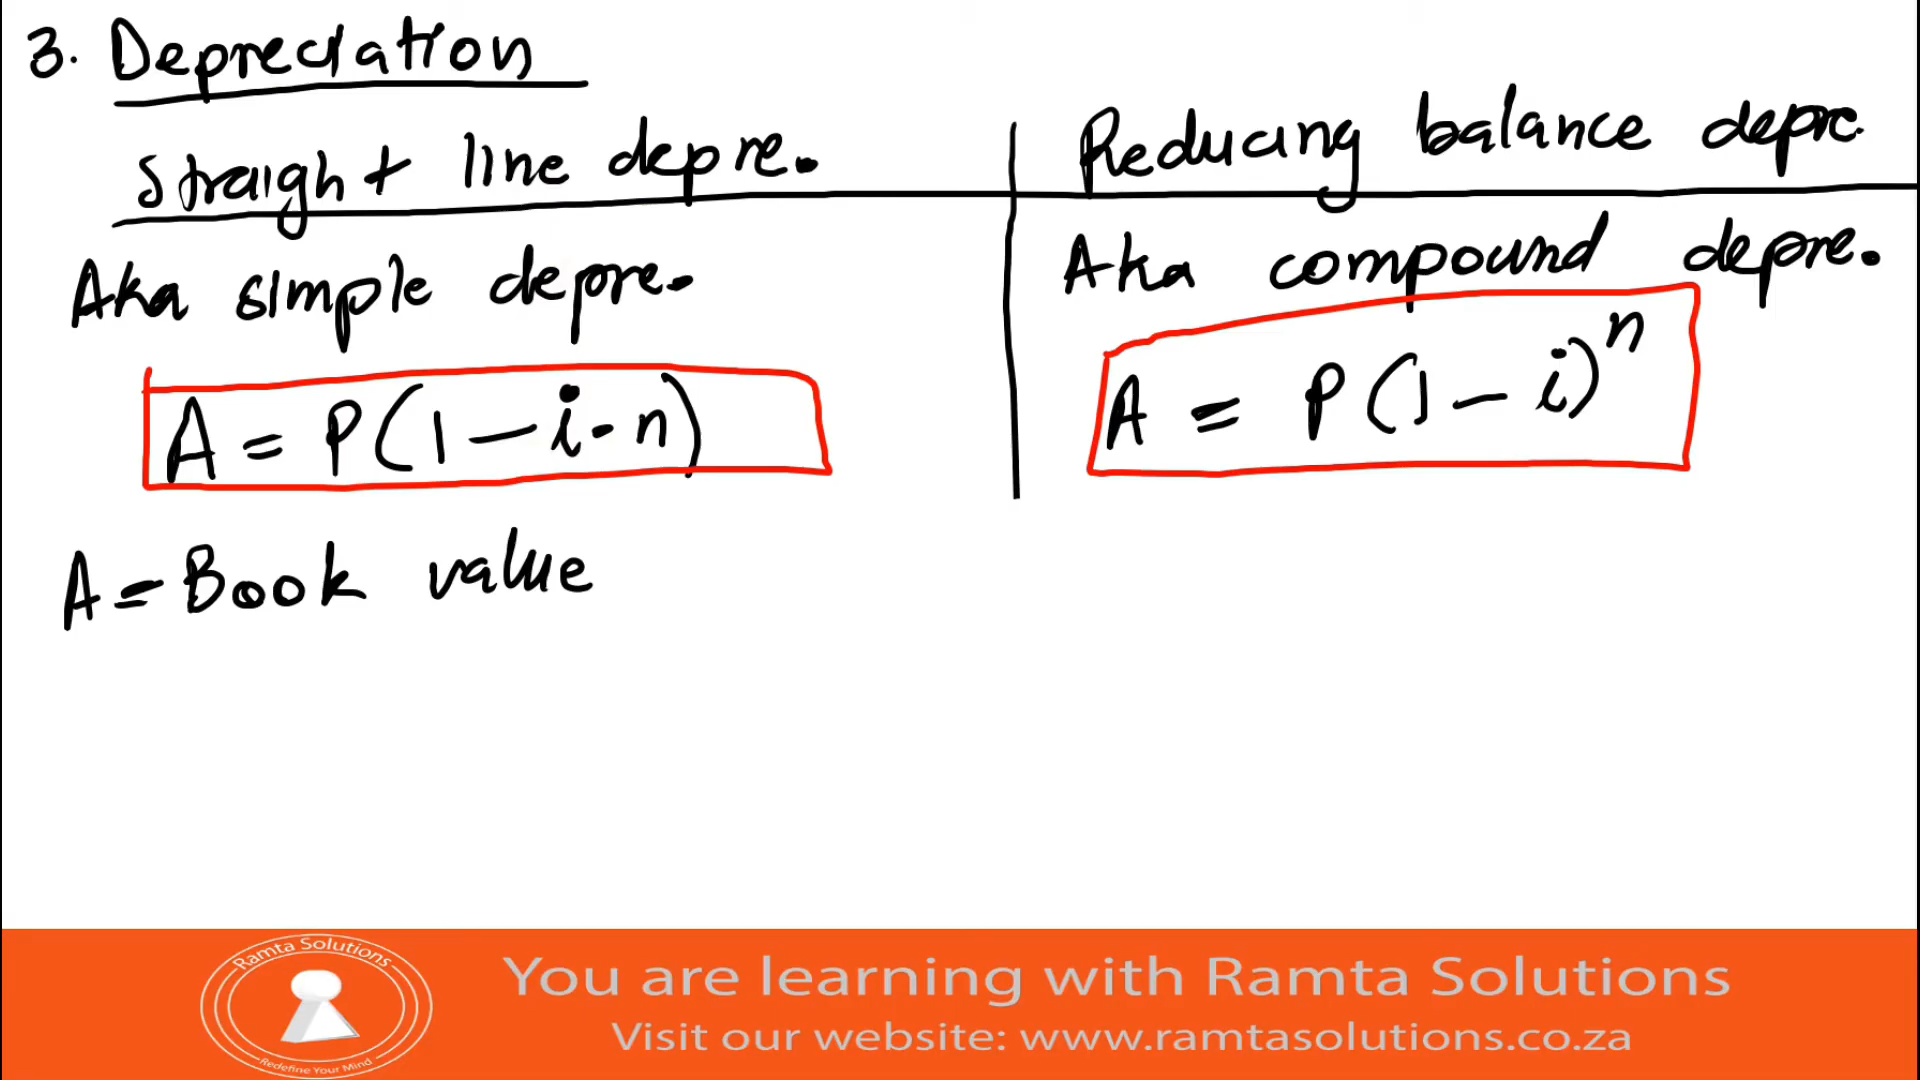 3. Depreciation
straight line depre.
Aka simple depre.
A = P(1 - i·n)
A = Book value
Reducing balance depre.
Aka compound depre.
A = P(1 - i)^n
Ramta Solutions
Redefine Your Mind
You are learning with Ramta Solutions
Visit our website: www.ramtasolutions.co.za